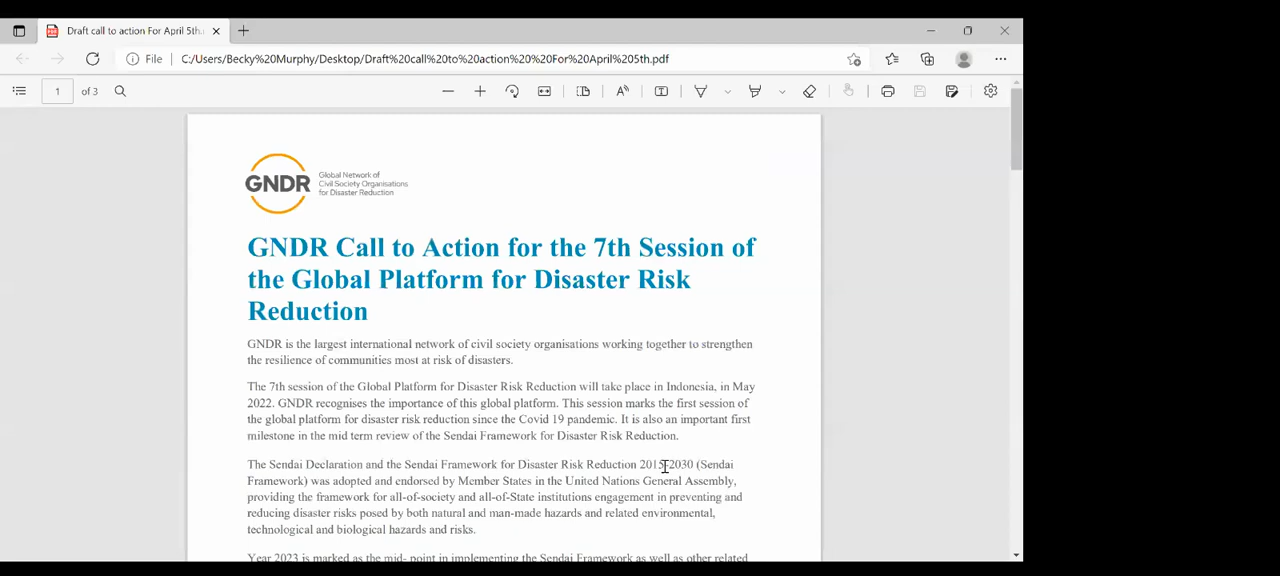 Draft call to action For April 5th.
File
C:/Users/Becky%20Murphy/Desktop/Draft%20call%20to%20action%20%20For%20April%205th.pdf
1 of 3
GNDR
Global Network of
Civil Society Organisations
for Disaster Reduction
GNDR Call to Action for the 7th Session of
the Global Platform for Disaster Risk
Reduction
GNDR is the largest international network of civil society organisations working together to strengthen
the resilience of communities most at risk of disasters.
The 7th session of the Global Platform for Disaster Risk Reduction will take place in Indonesia, in May
2022. GNDR recognises the importance of this global platform. This session marks the first session of
the global platform for disaster risk reduction since the Covid 19 pandemic. It is also an important first
milestone in the mid term review of the Sendai Framework for Disaster Risk Reduction.
The Sendai Declaration and the Sendai Framework for Disaster Risk Reduction 2015-2030 (Sendai
Framework) was adopted and endorsed by Member States in the United Nations General Assembly,
providing the framework for all-of-society and all-of-State institutions engagement in preventing and
reducing disaster risks posed by both natural and man-made hazards and related environmental,
technological and biological hazards and risks.
Year 2023 is marked as the mid- point in implementing the Sendai Framework as well as other related